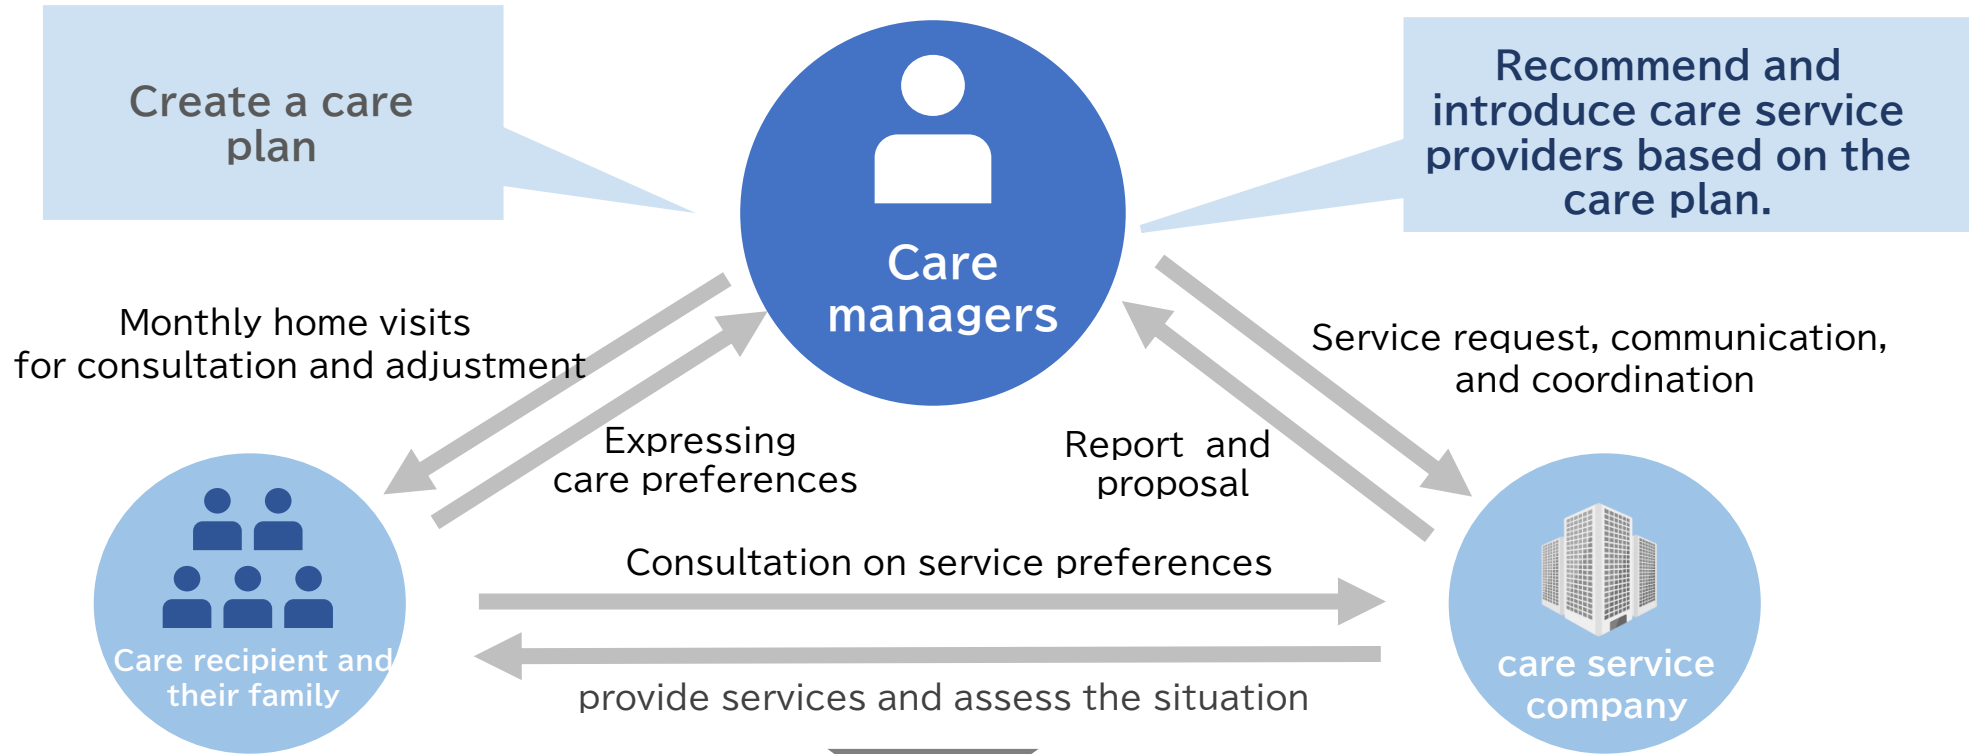 Create a care
plan
Recommend and
introduce care service
providers based on the
care plan.
Care
managers
Monthly home visits
for consultation and adjustment
Service request, communication,
and coordination
Expressing
care preferences
Report and
proposal
Consultation on service preferences
Care recipient and
their family
care service
company
provide services and assess the situation